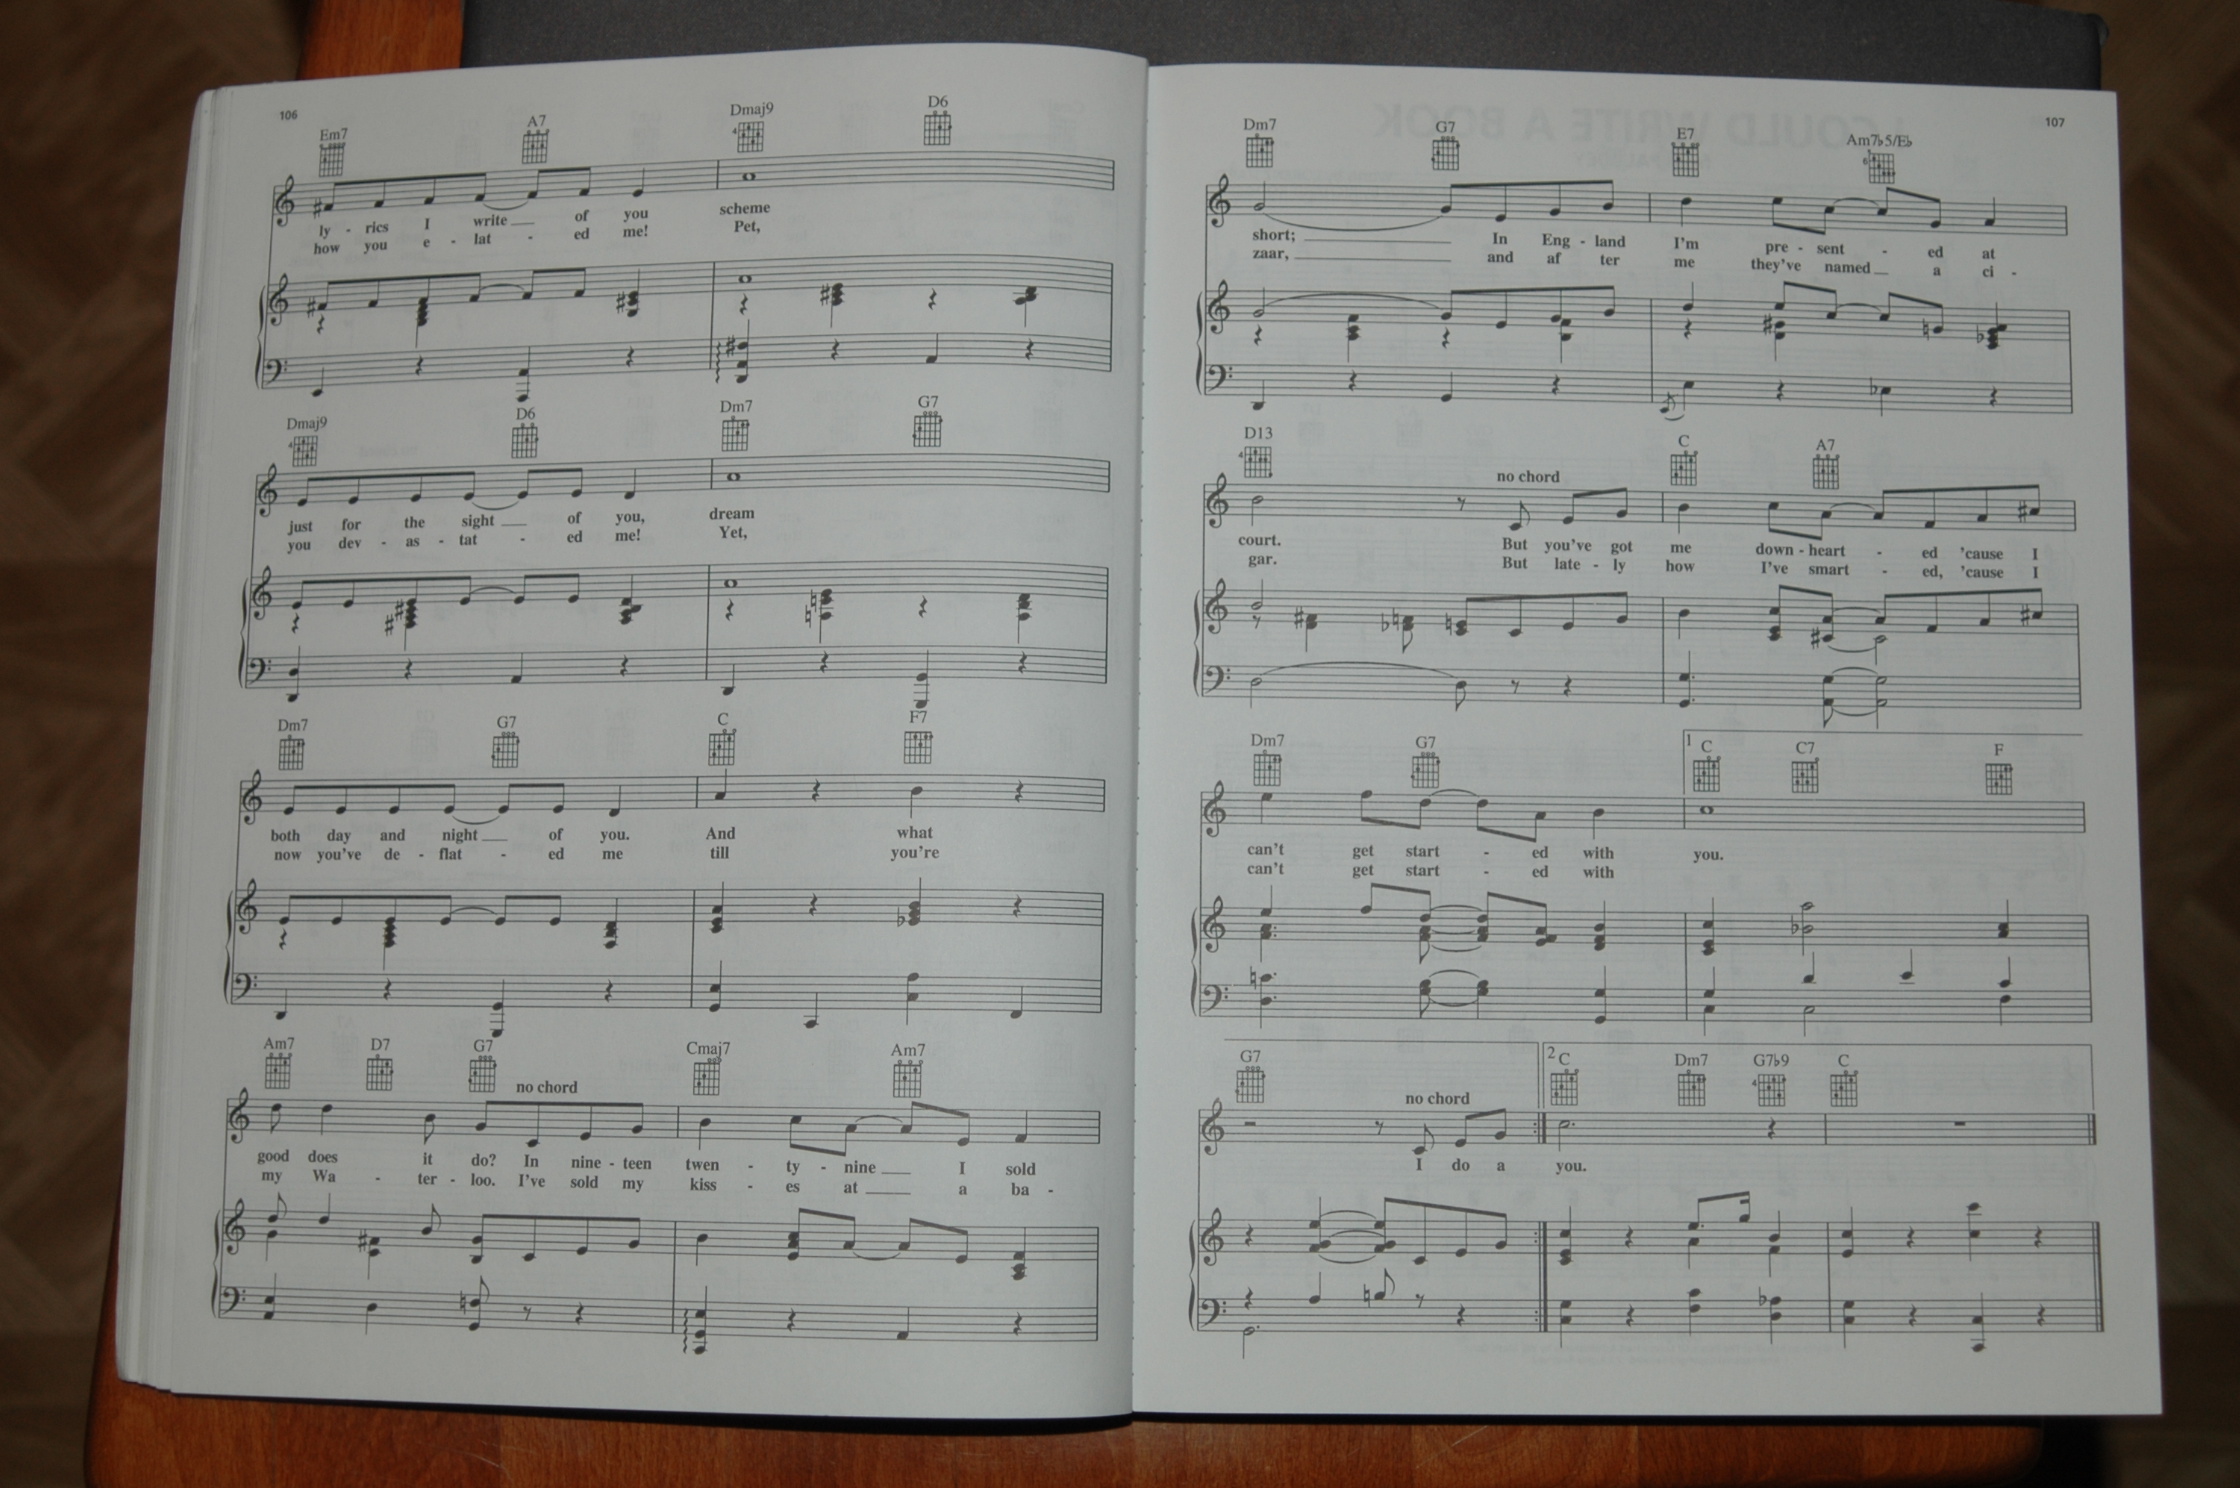 106
Em7 A7 Dmaj9 D6
4
ly - rics I write of you scheme
how you e - lat - ed me! Pet,
Dmaj9 D6 Dm7 G7
4
just for the sight of you, dream
you dev - as - tat - ed me! Yet,
Dm7 G7 C F7
both day and night of you. And what
now you've de - flat - ed me till you're
Am7 D7 G7 no chord Cmaj7 Am7
good does it do? In nine - teen twen - ty - nine I sold
my Wa - ter - loo. I've sold my kiss - es at a ba -
I COULD WRITE A BOOK
107
Dm7 G7 E7 Am7♭5/E♭
6
short; In Eng - land I'm pre - sent - ed at
zaar, and af ter me they've named a ci -
D13 no chord C A7
4
court. But you've got me down - heart - ed 'cause I
gar. But late - ly how I've smart - ed, 'cause I
Dm7 G7 1 C C7 F
can't get start - ed with you.
can't get start - ed with
G7 no chord 2 C Dm7 G7♭9 C
4
I do a you.